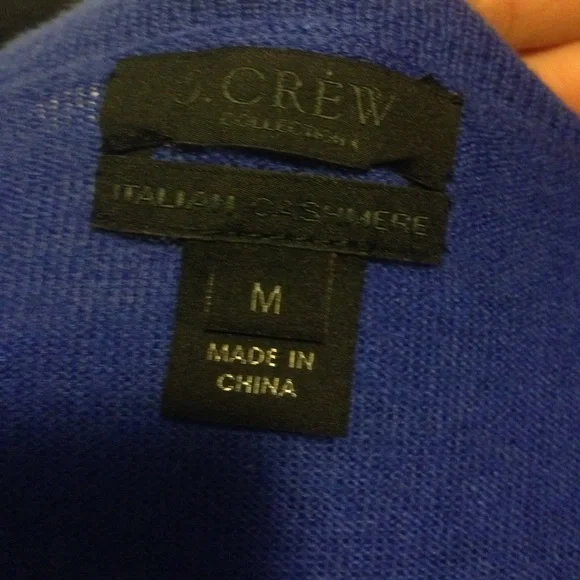 J. CREW
COLLECTION
ITALIAN CASHMERE
M
MADE IN
CHINA